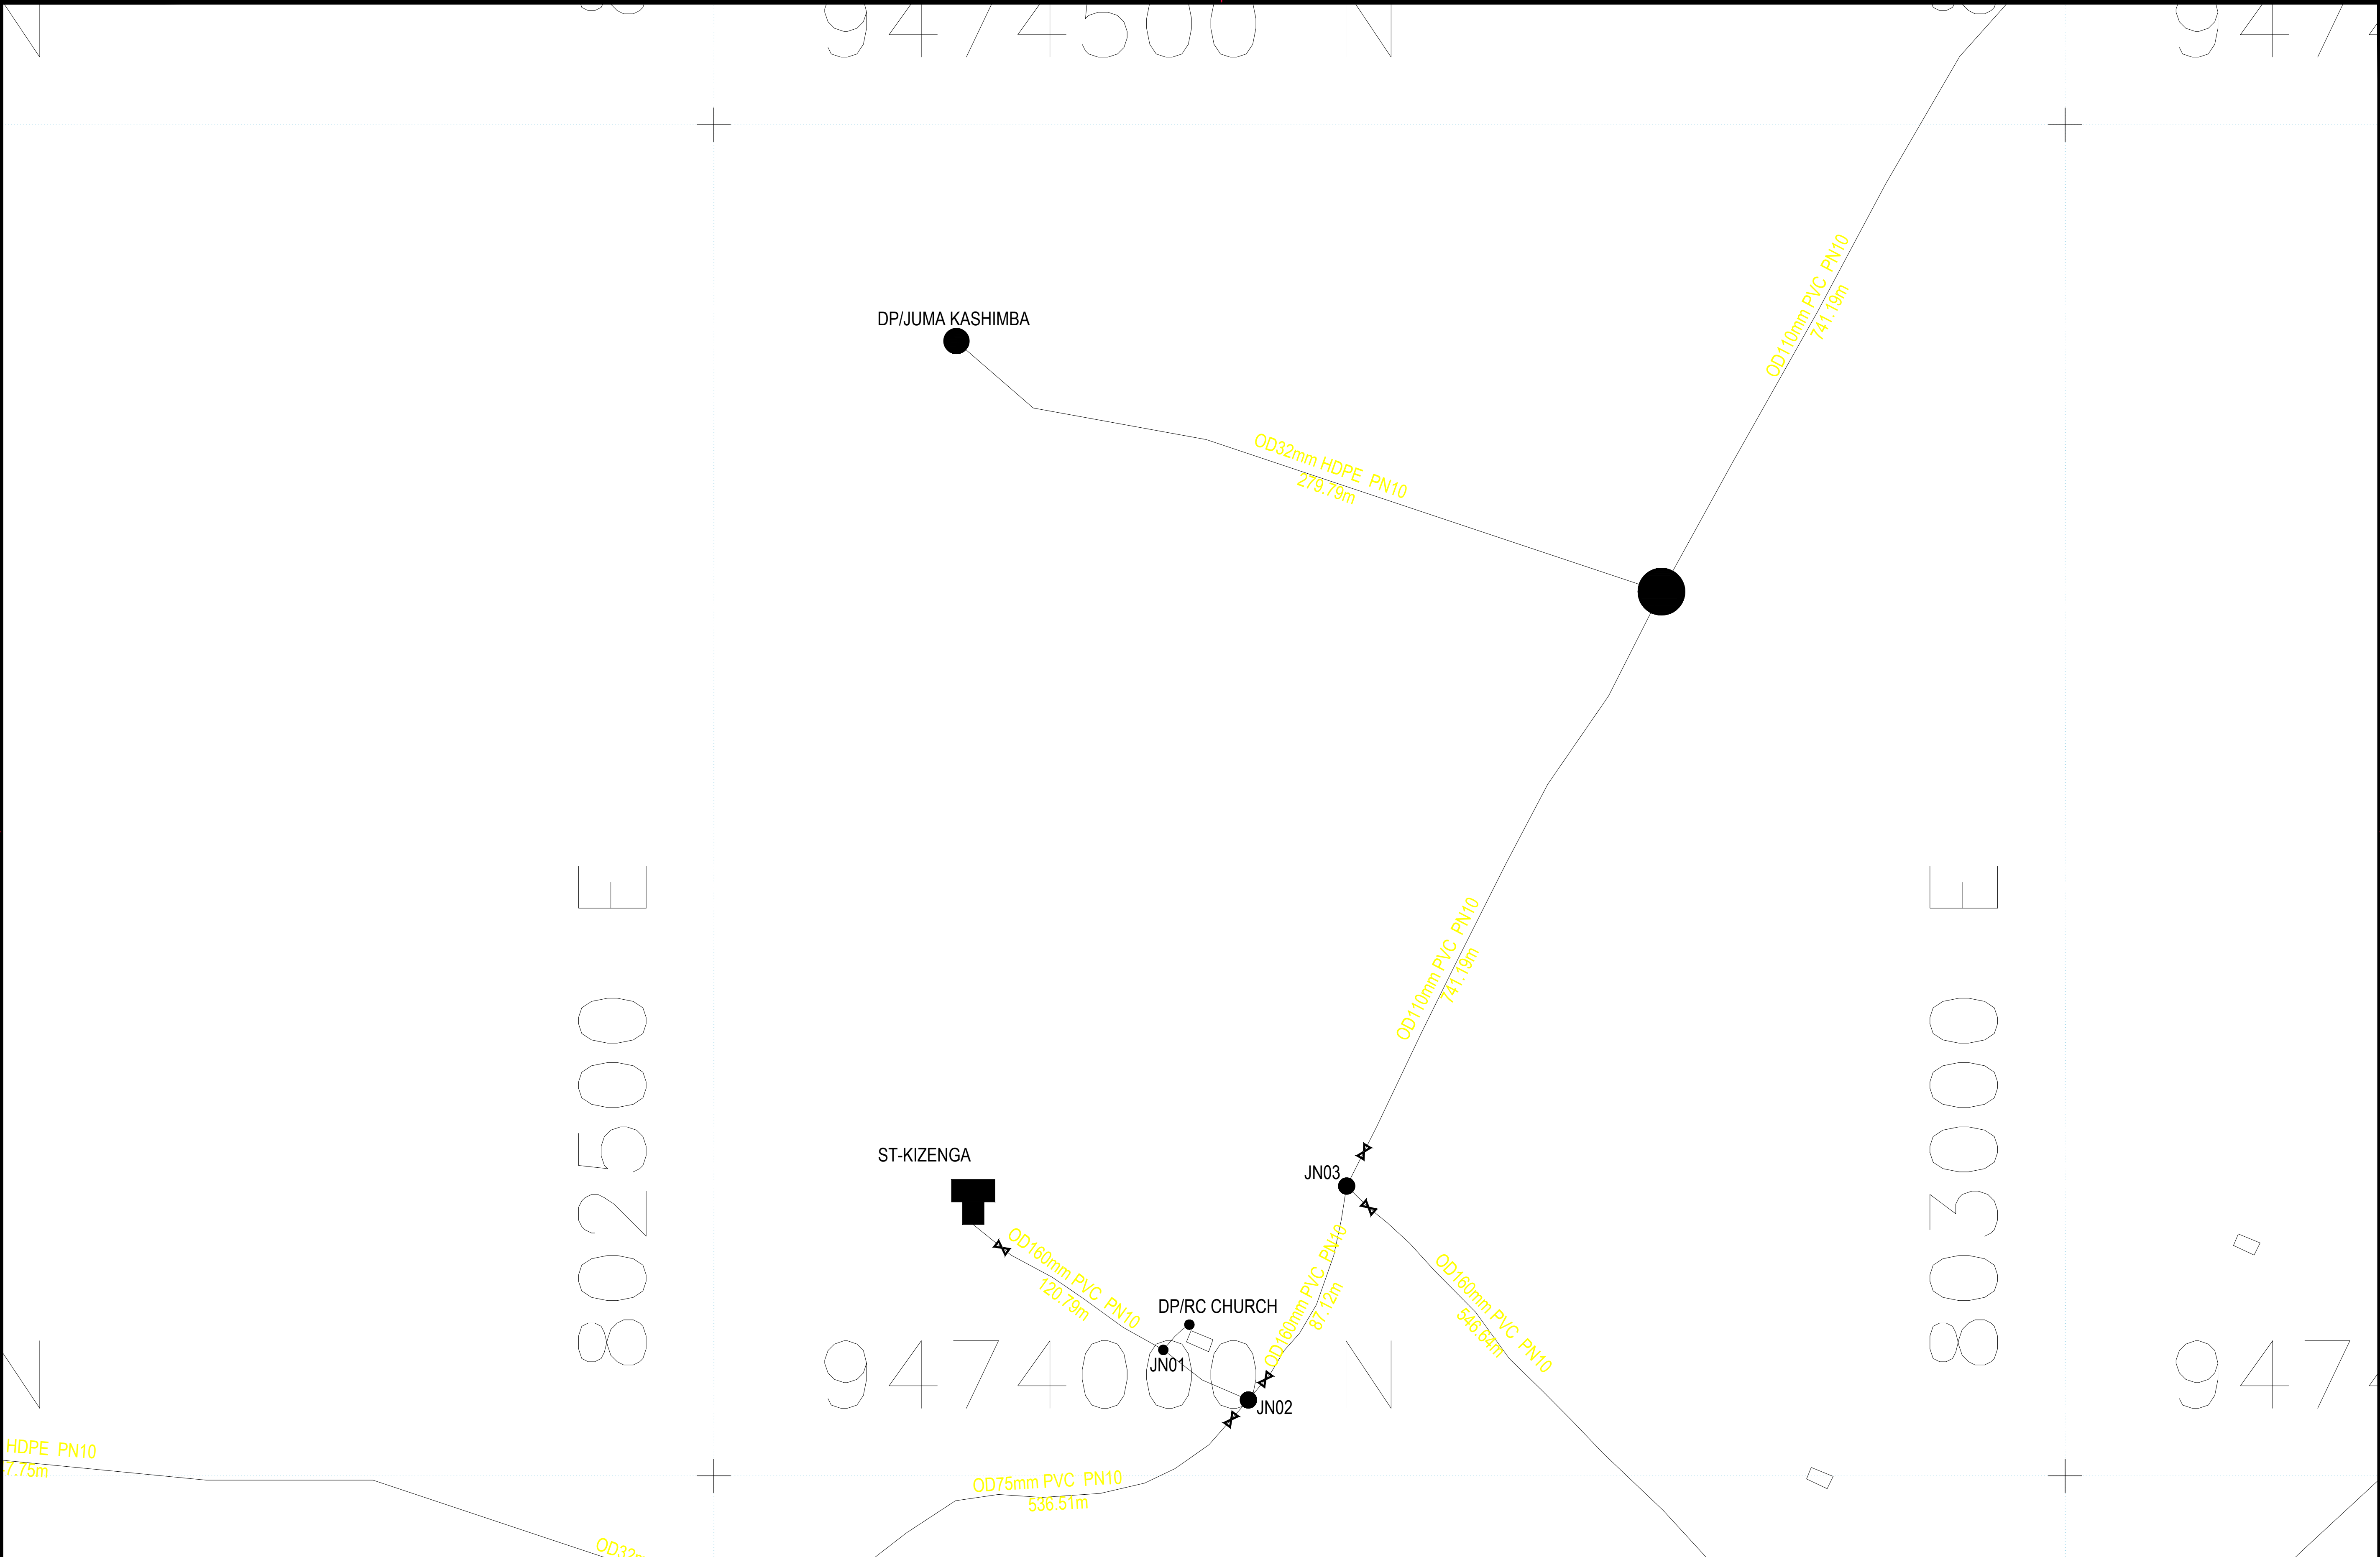 N
9474500 N
DP/JUMA KASHIMBA
OD110mm PVC PN10
741.19m
OD32mm HDPE PN10
279.79m
802500 E
803000 E
OD110mm PVC PN10
741.19m
ST-KIZENGA
JN03
OD160mm PVC PN10
120.79m
DP/RC CHURCH
OD160mm PVC PN10
87.12m
OD160mm PVC PN10
546.64m
N
9474000 N
JN01
JN02
HDPE PN10
7.75m
OD75mm PVC PN10
536.51m